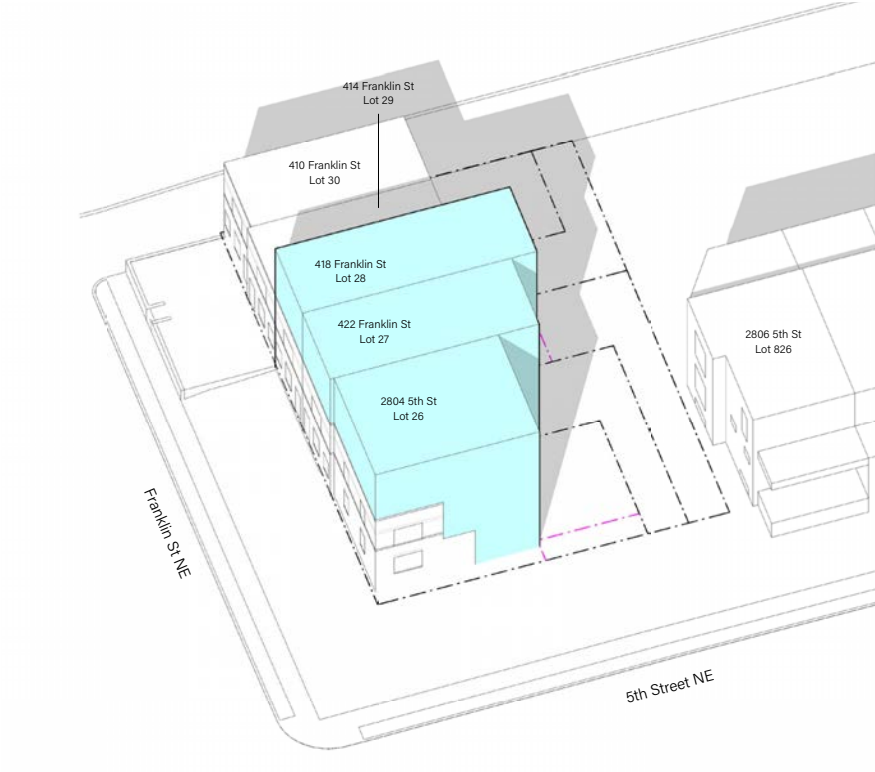 414 Franklin St
Lot 29
410 Franklin St
Lot 30
418 Franklin St
Lot 28
422 Franklin St
Lot 27
2806 5th St
Lot 826
2804 5th St
Lot 26
Franklin St NE
5th Street NE